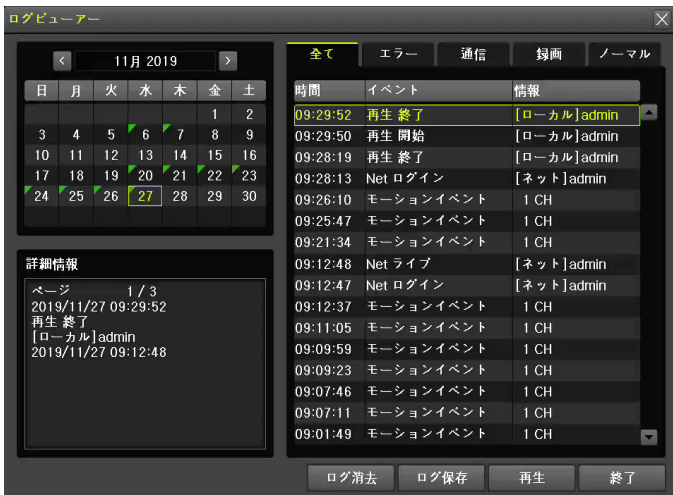 ログビューアー
< 11月 2019 >
日 月 火 水 木 金 土
1 2
3 4 5 6 7 8 9
10 11 12 13 14 15 16
17 18 19 20 21 22 23
24 25 26 27 28 29 30
詳細情報
ページ 1 / 3
2019/11/27 09:29:52
再生 終了
[ローカル]admin
2019/11/27 09:12:48
全て エラー 通信 録画 ノーマル
時間 イベント 情報
09:29:52 再生 終了 [ローカル]admin
09:29:50 再生 開始 [ローカル]admin
09:28:19 再生 終了 [ローカル]admin
09:28:13 Net ログイン [ネット]admin
09:26:10 モーションイベント 1 CH
09:25:47 モーションイベント 1 CH
09:21:34 モーションイベント 1 CH
09:12:48 Net ライブ [ネット]admin
09:12:47 Net ログイン [ネット]admin
09:12:37 モーションイベント 1 CH
09:11:05 モーションイベント 1 CH
09:09:59 モーションイベント 1 CH
09:09:23 モーションイベント 1 CH
09:07:46 モーションイベント 1 CH
09:07:11 モーションイベント 1 CH
09:01:49 モーションイベント 1 CH
ログ消去 ログ保存 再生 終了